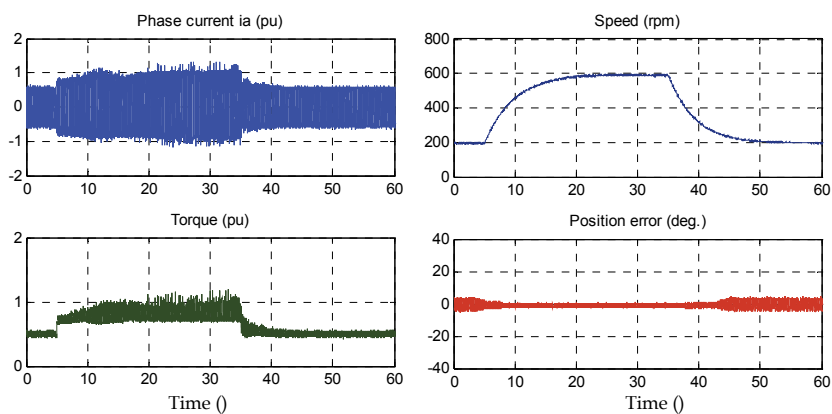 Phase current ia (pu)
2
1
0
-1
-2
0 10 20 30 40 50 60
Speed (rpm)
800
600
400
200
0
0 10 20 30 40 50 60
Torque (pu)
2
1
0
0 10 20 30 40 50 60
Time ()
Position error (deg.)
40
20
0
-20
-40
0 10 20 30 40 50 60
Time ()